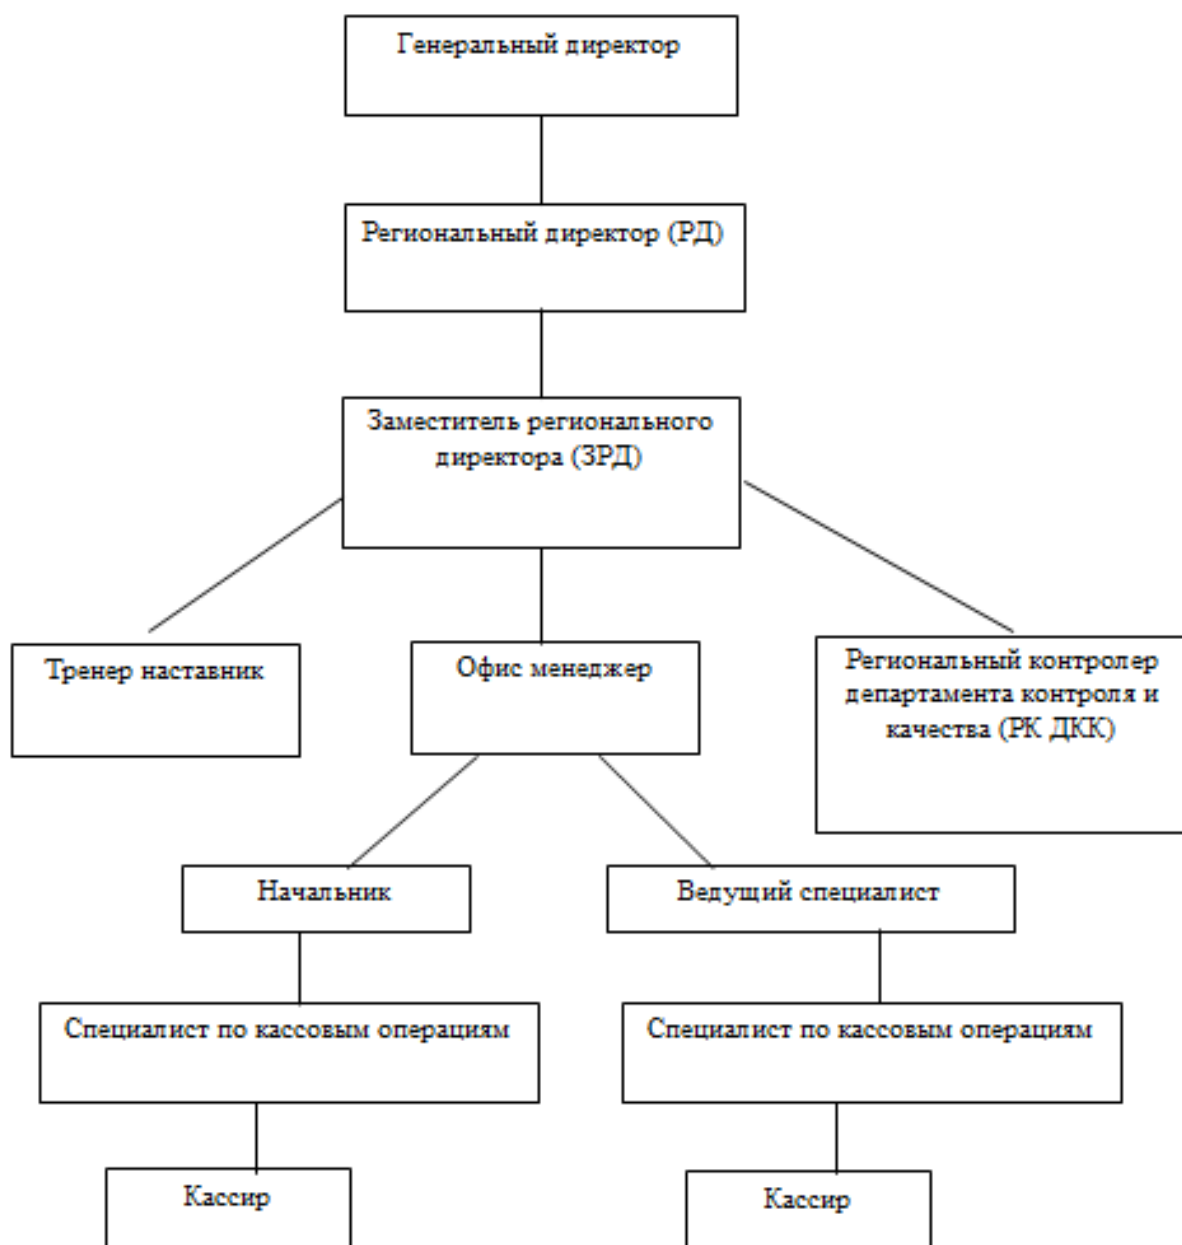 Генеральный директор
Региональный директор (РД)
Заместитель регионального
директора (ЗРД)
Тренер наставник
Офис менеджер
Региональный контролер
департамента контроля и
качества (РК ДКК)
Начальник
Ведущий специалист
Специалист по кассовым операциям
Специалист по кассовым операциям
Кассир
Кассир